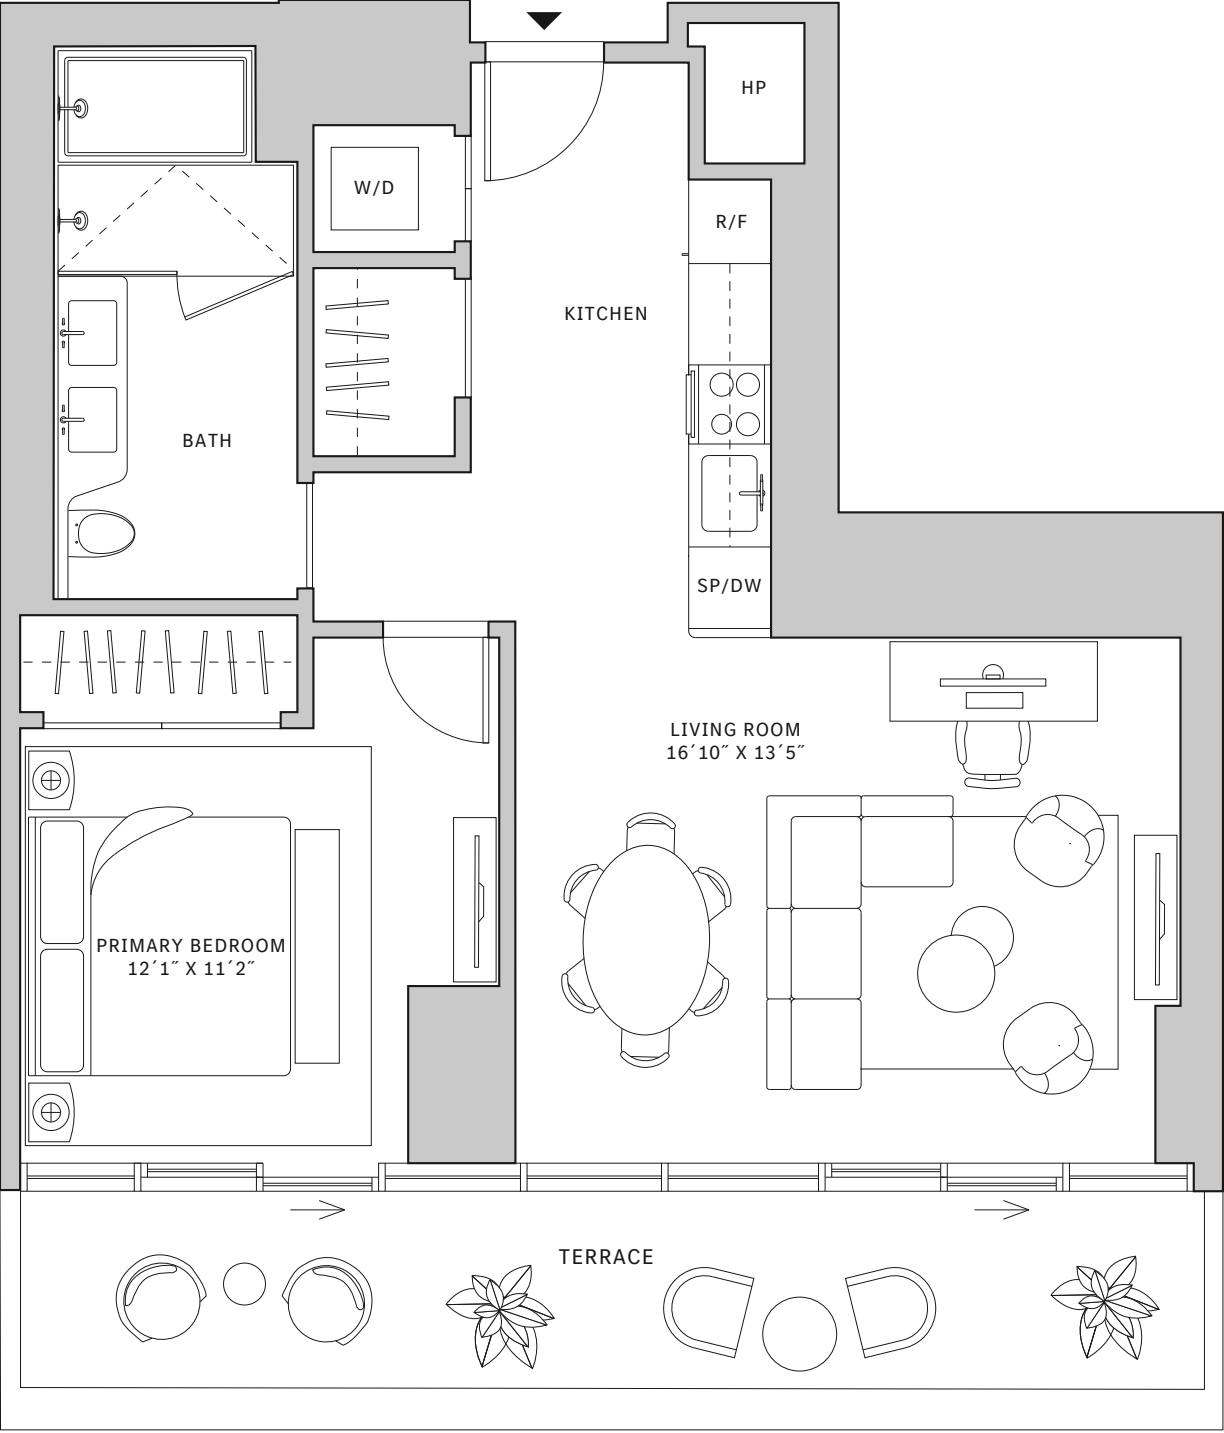 HP
W/D
R/F
KITCHEN
BATH
SP/DW
LIVING ROOM
16´10˝ X 13´5˝
PRIMARY BEDROOM
12´1˝ X 11´2˝
TERRACE